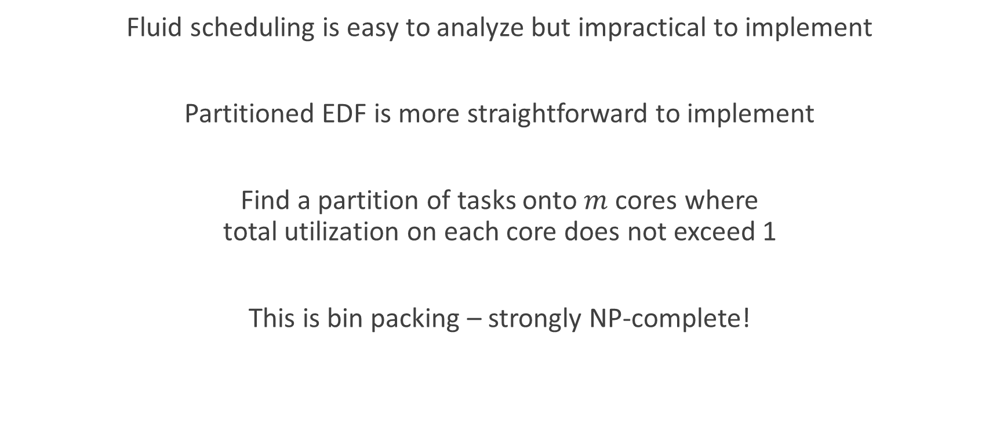 Fluid scheduling is easy to analyze but impractical to implement
Partitioned EDF is more straightforward to implement
Find a partition of tasks onto 𝑚 cores where
total utilization on each core does not exceed 1
This is bin packing – strongly NP-complete!